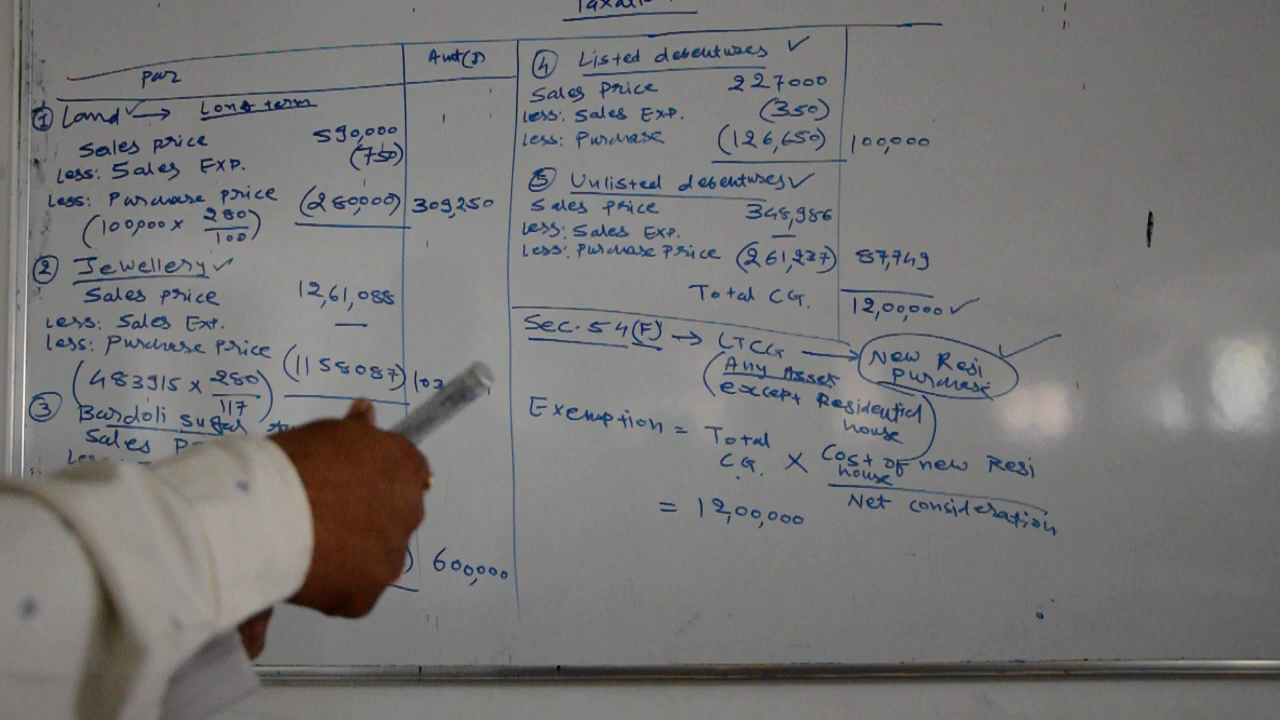 Par
Amt(₹)
① Land ✓ → Long term
Sales price 590,000
Less: Sales Exp. (750)
Less: Purchase price (280,000) 309,250
(100,000 × 280/100)
② Jewellery ✓
Sales price 12,61,088
Less: Sales Exp. —
Less: Purchase price (1158087) 103
(483915 × 280/117)
③ Bardoli sugar
Sales
600,000
④ Listed debentures ✓
Sales price 227000
Less: Sales Exp. (350)
Less: Purchase (126,650) 100,000
⑤ Unlisted debentures ✓
Sales price 348,986
Less: Sales Exp. —
Less: Purchase price (261,237) 87,749
Total CG. 12,00,000 ✓
Sec. 54(F) → LTCG → New Resi Purchase ✓
(Any Asset
except Residential
house)
Exemption = Total CG. × Cost of new Resi house / Net consideration
= 12,00,000